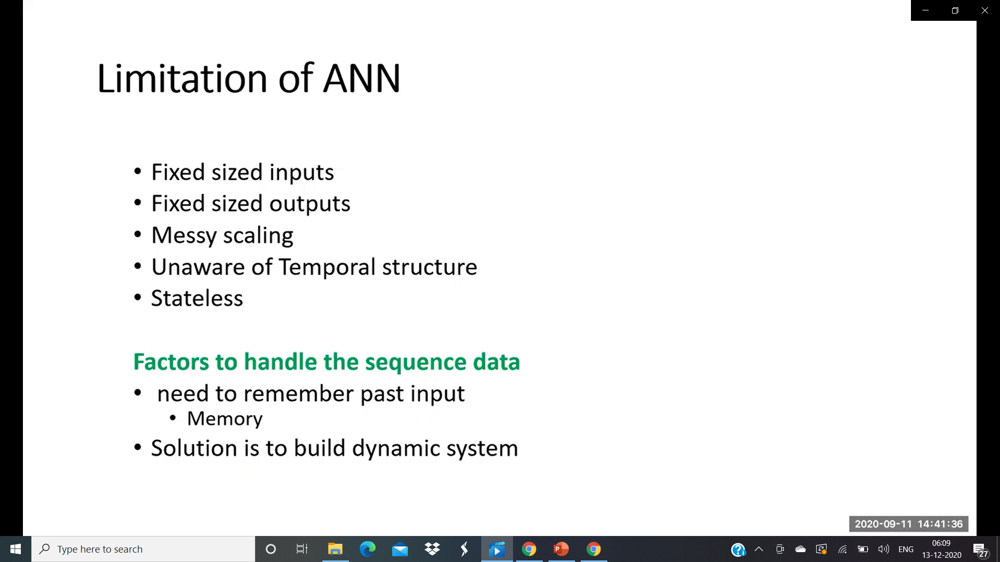 Limitation of ANN
• Fixed sized inputs
• Fixed sized outputs
• Messy scaling
• Unaware of Temporal structure
• Stateless
Factors to handle the sequence data
• need to remember past input
• Memory
• Solution is to build dynamic system
2020-09-11 14:41:36
Type here to search
ENG
06:09
13-12-2020
27